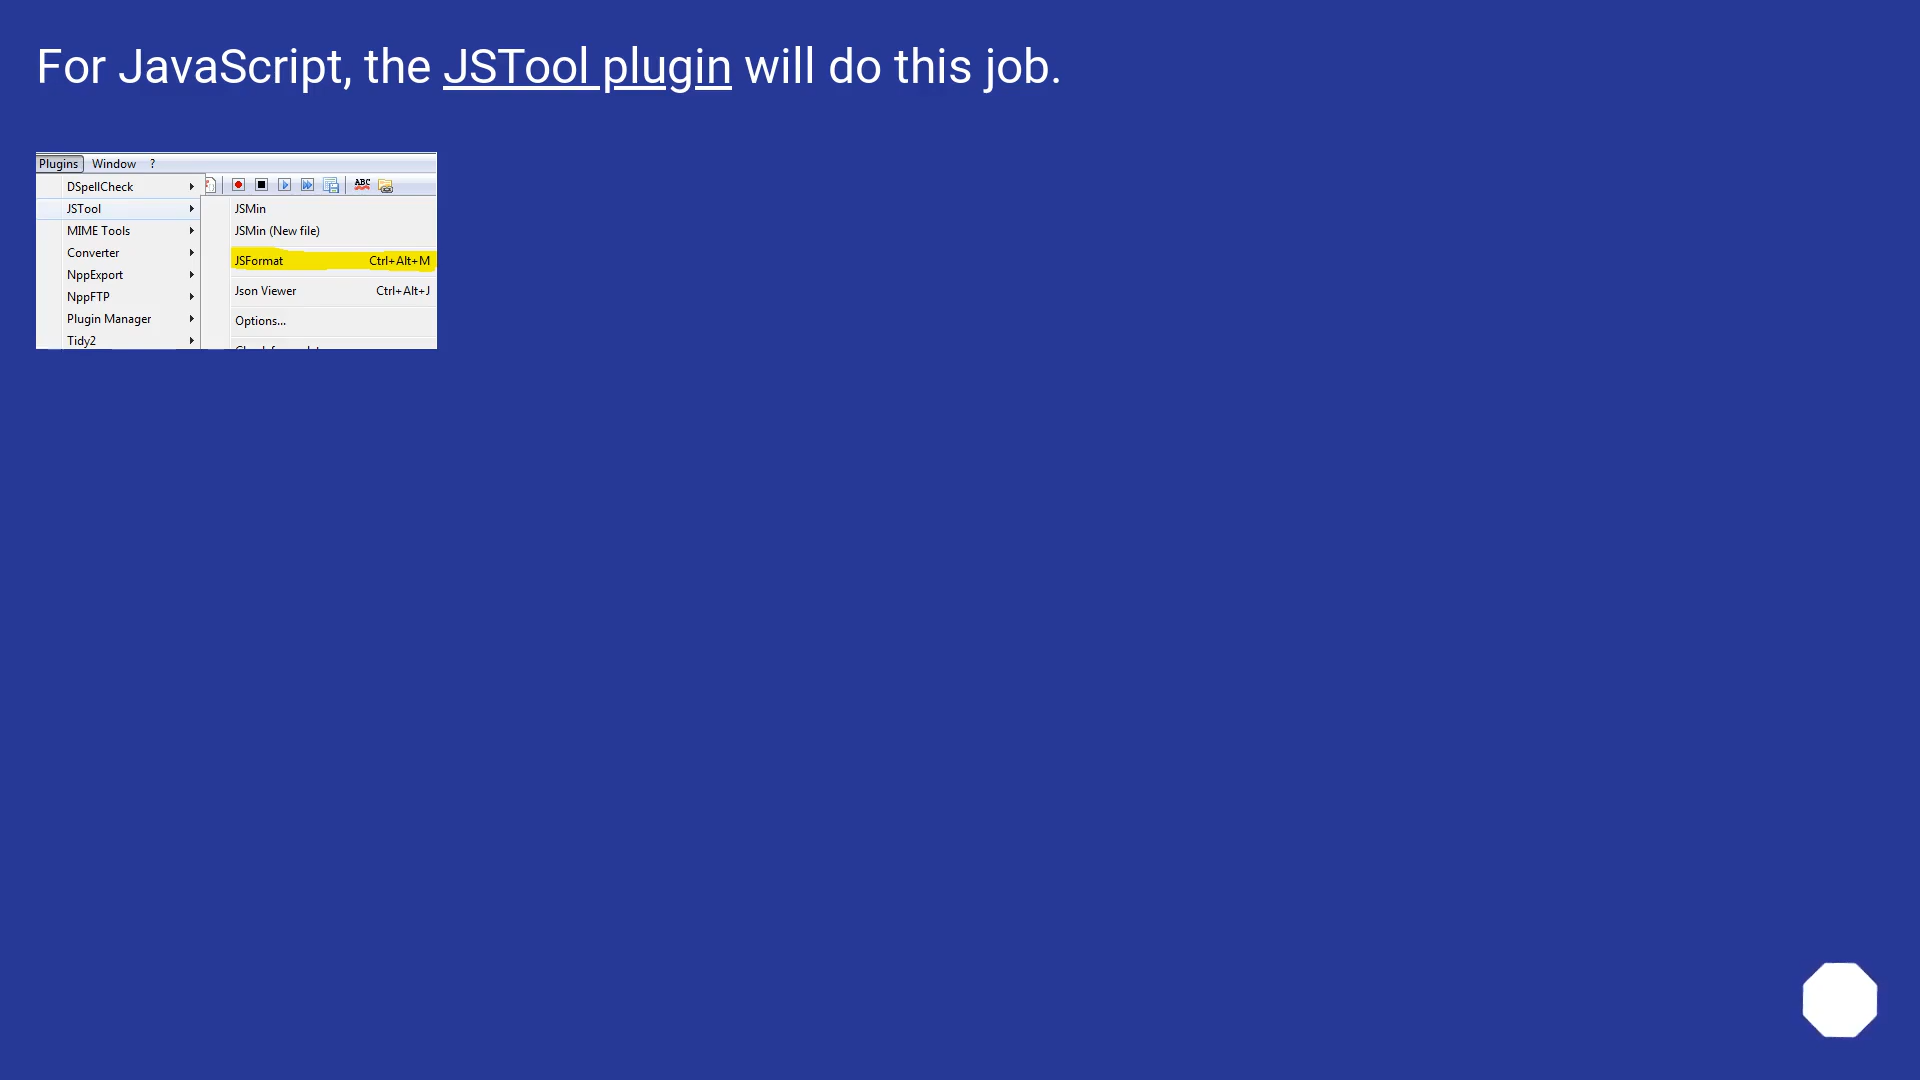 For JavaScript, the JSTool plugin will do this job.
Plugins Window ?
DSpellCheck
ABC
JSTool
JSMin
MIME Tools
JSMin (New file)
Converter
JSFormat Ctrl+Alt+M
NppExport
Json Viewer Ctrl+Alt+J
NppFTP
Plugin Manager
Options...
Tidy2